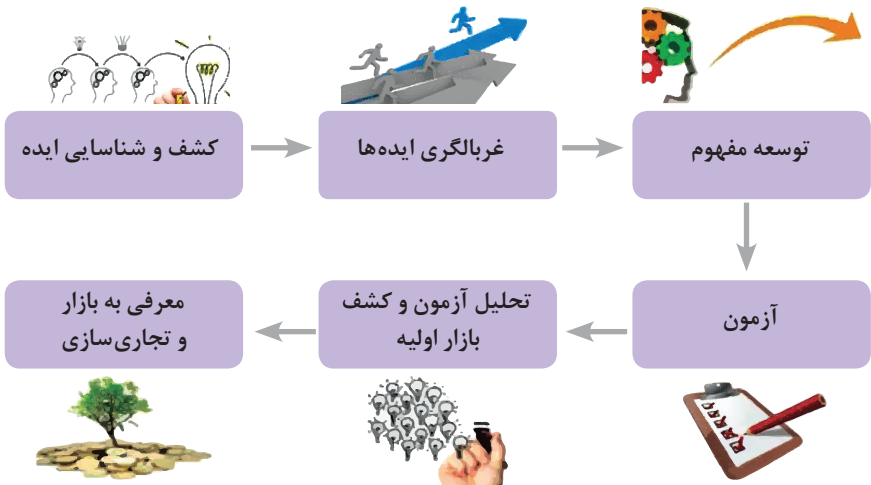 کشف و شناسایی ایده
غربالگری ایده‌ها
توسعه مفهوم
آزمون
تحلیل آزمون و کشف
بازار اولیه
معرفی به بازار
و تجاری‌سازی